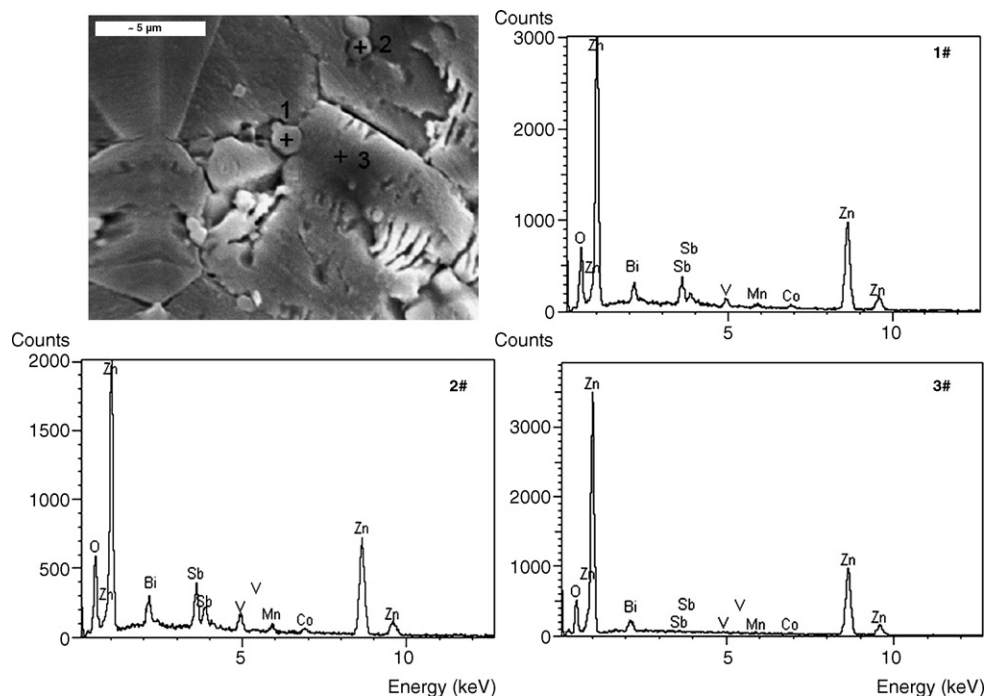 ~ 5 µm
2
1
3
Counts
3000
Zn
1#
2000
1000
Zn
O
Sb
Zn
Bi
Sb
V
Mn
Co
Zn
0
5
10
Energy (keV)
Counts
2000
Zn
2#
1500
1000
Zn
O
500
Zn
Bi
Sb
V
Sb
V
Mn
Co
Zn
0
5
10
Energy (keV)
Counts
Zn
3#
3000
2000
1000
Zn
Zn
O
Bi
Sb
V
Sb
V
Mn
Co
Zn
0
5
10
Energy (keV)